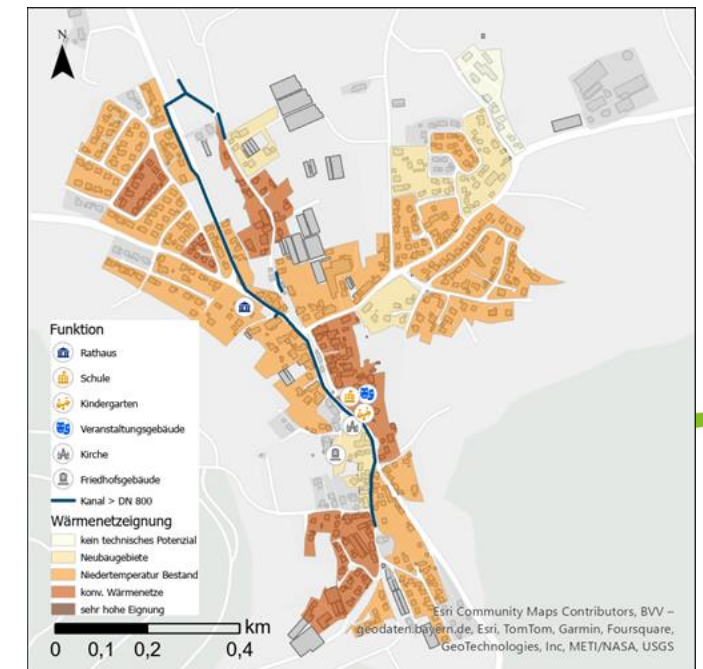 N
Funktion
Rathaus
Schule
Kindergarten
Veranstaltungsgebäude
Kirche
Friedhofsgebäude
Kanal > DN 800
Wärmenetzeignung
kein technisches Potenzial
Neubaugebiete
Niedertemperatur Bestand
konv. Wärmenetze
sehr hohe Eignung
km
0 0,1 0,2 0,4
Esri Community Maps Contributors, BVV –
geodaten.bayern.de, Esri, TomTom, Garmin, Foursquare,
GeoTechnologies, Inc, METI/NASA, USGS